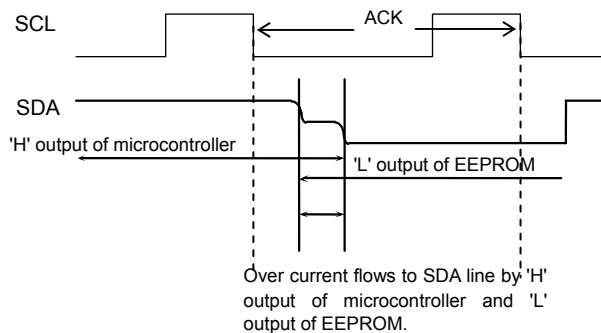 SCL
ACK
SDA
'H' output of microcontroller
'L' output of EEPROM
Over current flows to SDA line by 'H'
output of microcontroller and 'L'
output of EEPROM.